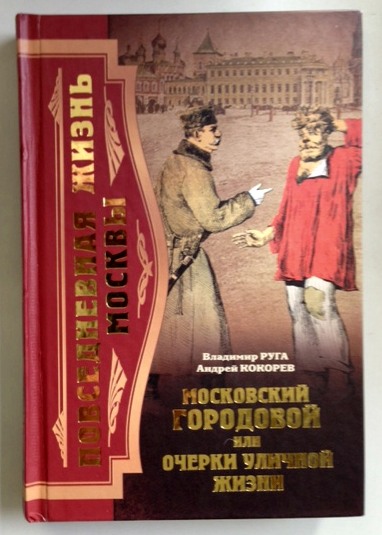 ПОВСЕДНЕВНАЯ ЖИЗНЬ
МОСКВЫ
Владимир РУГА
Андрей КОКОРЕВ
МОСКОВСКИЙ
ГОРОДОВОЙ
ИЛИ
ОЧЕРКИ УЛИЧНОЙ
ЖИЗНИ